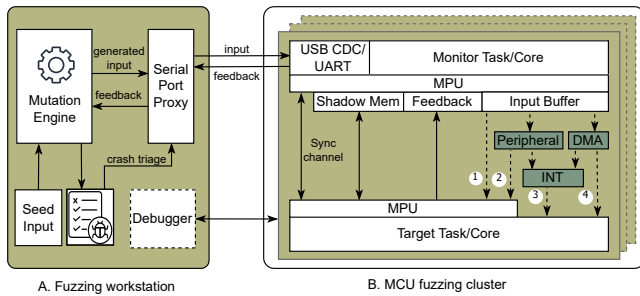 generated
input
feedback
Mutation
Engine
Serial
Port
Proxy
crash triage
Seed
Input
Debugger
A. Fuzzing workstation
input
feedback
USB CDC/
UART
Monitor Task/Core
MPU
Shadow Mem
Feedback
Input Buffer
Peripheral
DMA
INT
Sync
channel
1
2
3
4
MPU
Target Task/Core
B. MCU fuzzing cluster